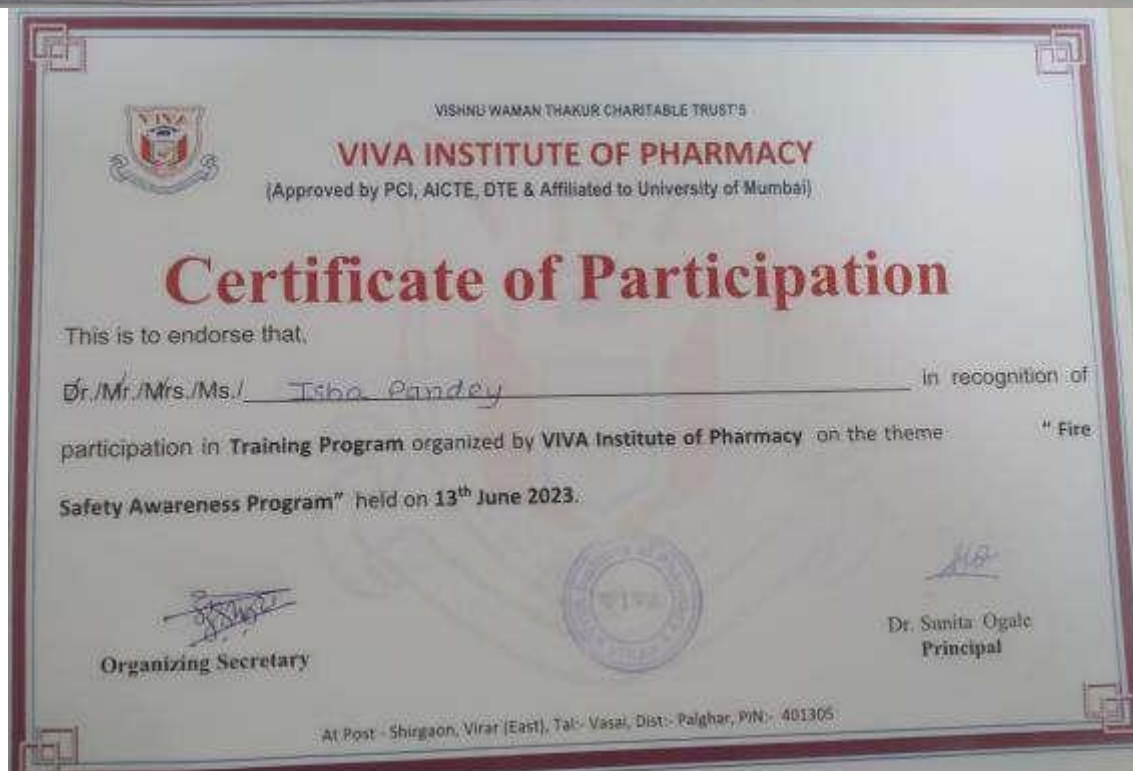 VIVA
VISHNU WAMAN THAKUR CHARITABLE TRUST'S
VIVA INSTITUTE OF PHARMACY
(Approved by PCI, AICTE, DTE & Affiliated to University of Mumbai)
Certificate of Participation
This is to endorse that,
Dr./Mr./Mrs./Ms./ Isha Pandey in recognition of
participation in Training Program organized by VIVA Institute of Pharmacy on the theme " Fire
Safety Awareness Program" held on 13th June 2023.
VIVA
Organizing Secretary
Dr. Sunita Ogale
Principal
At Post - Shirgaon, Virar (East), Tal:- Vasai, Dist:- Palghar, PIN:- 401305